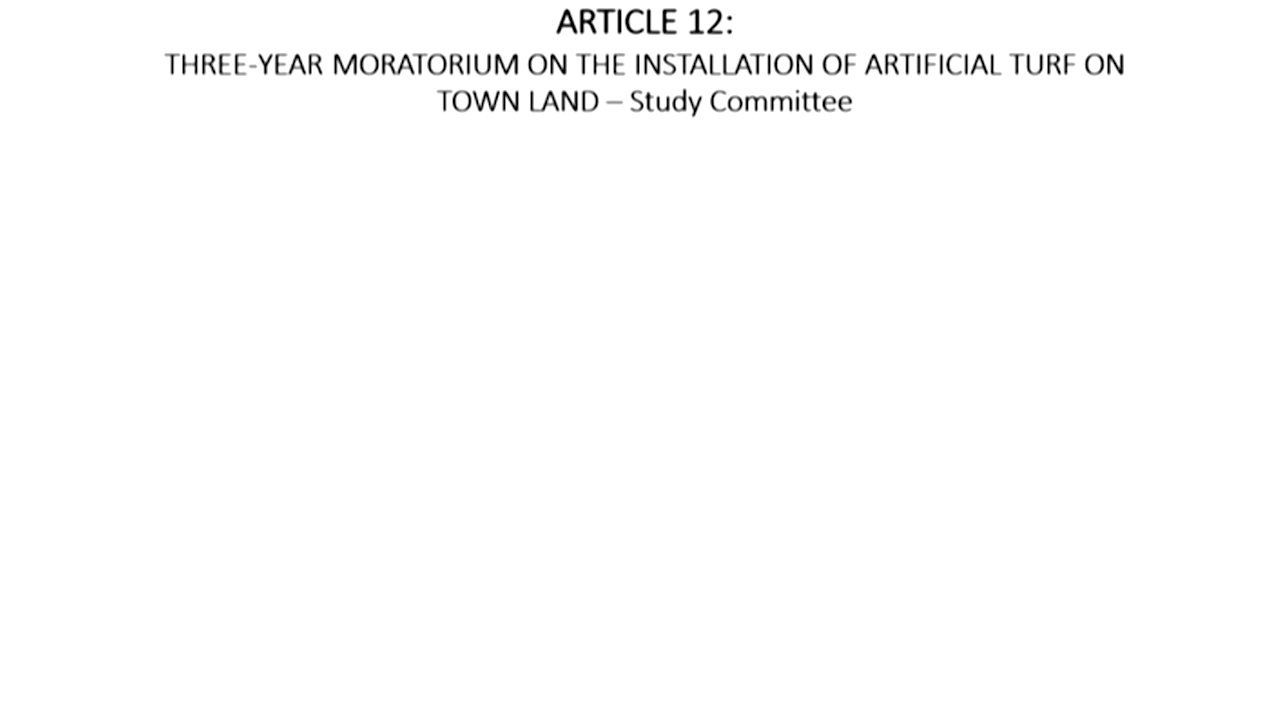 ARTICLE 12:
THREE-YEAR MORATORIUM ON THE INSTALLATION OF ARTIFICIAL TURF ON
TOWN LAND – Study Committee